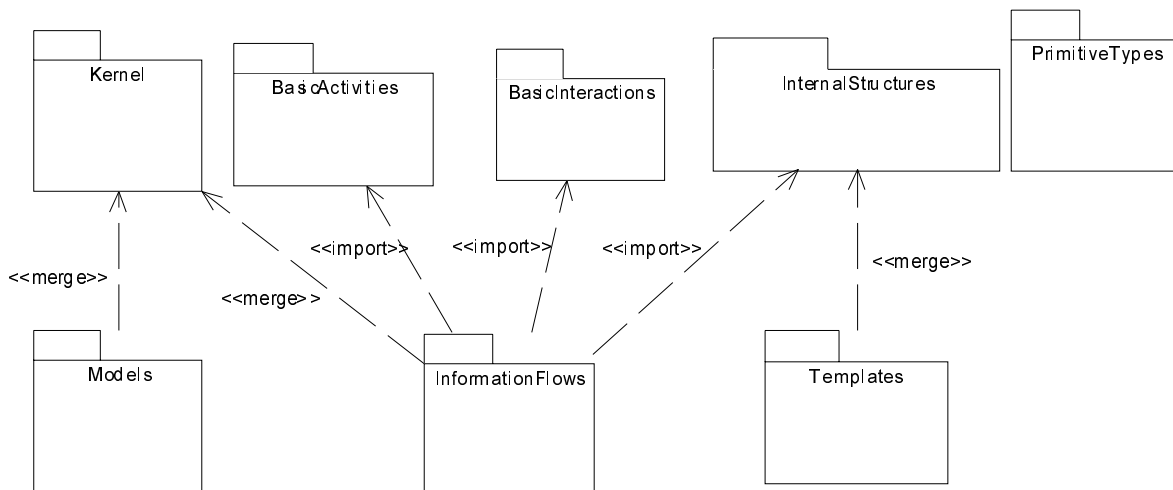 Kernel
BasicActivities
BasicInteractions
InternalStructures
PrimitiveTypes
<<merge>>
<<merge>>
<<import>>
<<import>>
<<import>>
<<merge>>
Models
InformationFlows
Templates